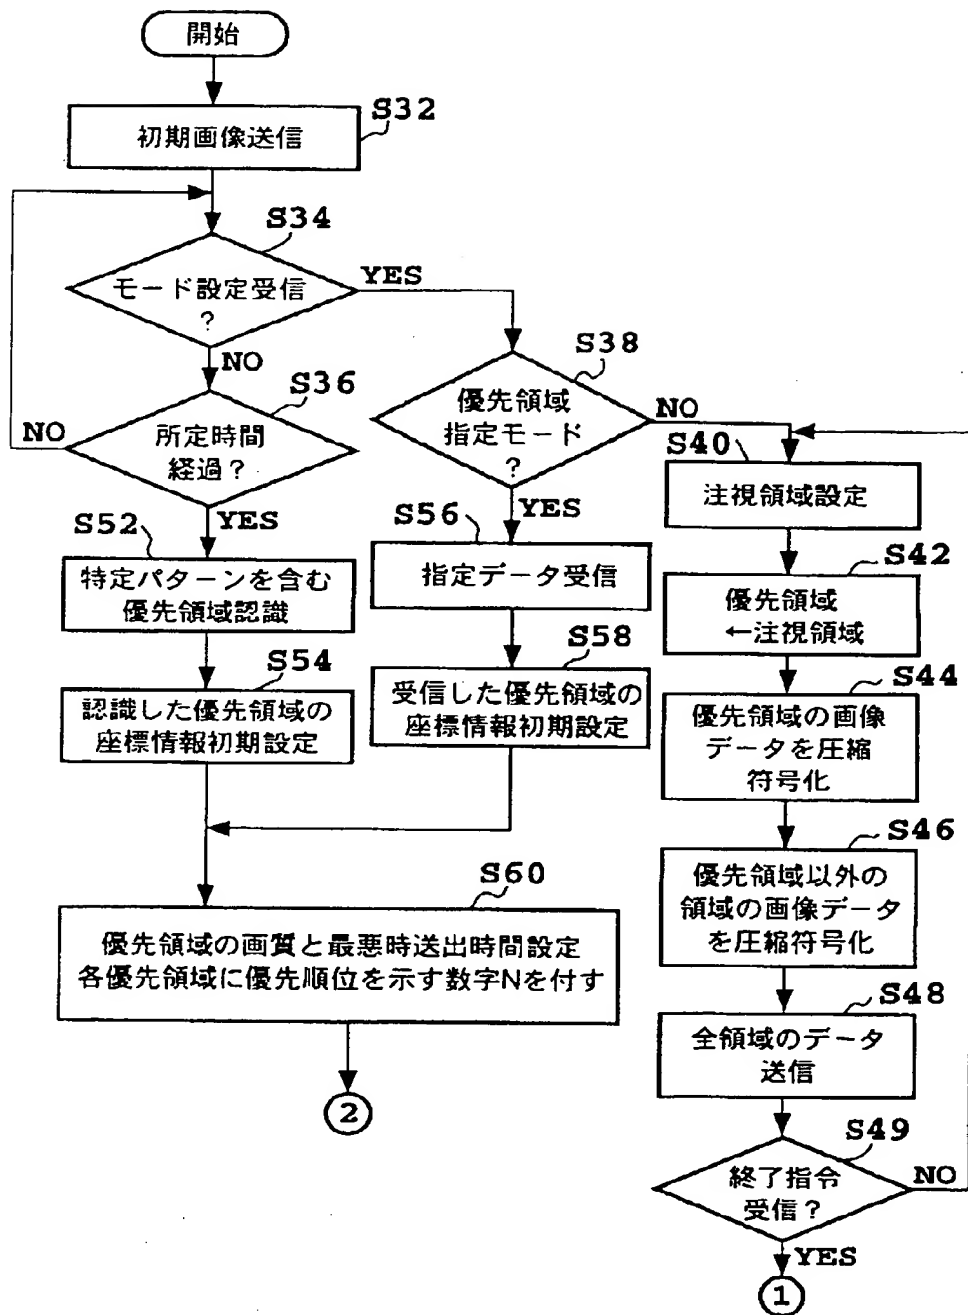 開始
S32
初期画像送信
S34
モード設定受信
?
YES
NO
S36
所定時間
経過?
NO
YES
S38
優先領域
指定モード
?
NO
YES
S52
特定パターンを含む
優先領域認識
S54
認識した優先領域の
座標情報初期設定
S56
指定データ受信
S58
受信した優先領域の
座標情報初期設定
S60
優先領域の画質と最悪時送出時間設定
各優先領域に優先順位を示す数字Nを付す
2
S40
注視領域設定
S42
優先領域
←注視領域
S44
優先領域の画像
データを圧縮
符号化
S46
優先領域以外の
領域の画像データ
を圧縮符号化
S48
全領域のデータ
送信
S49
終了指令
受信?
NO
YES
1